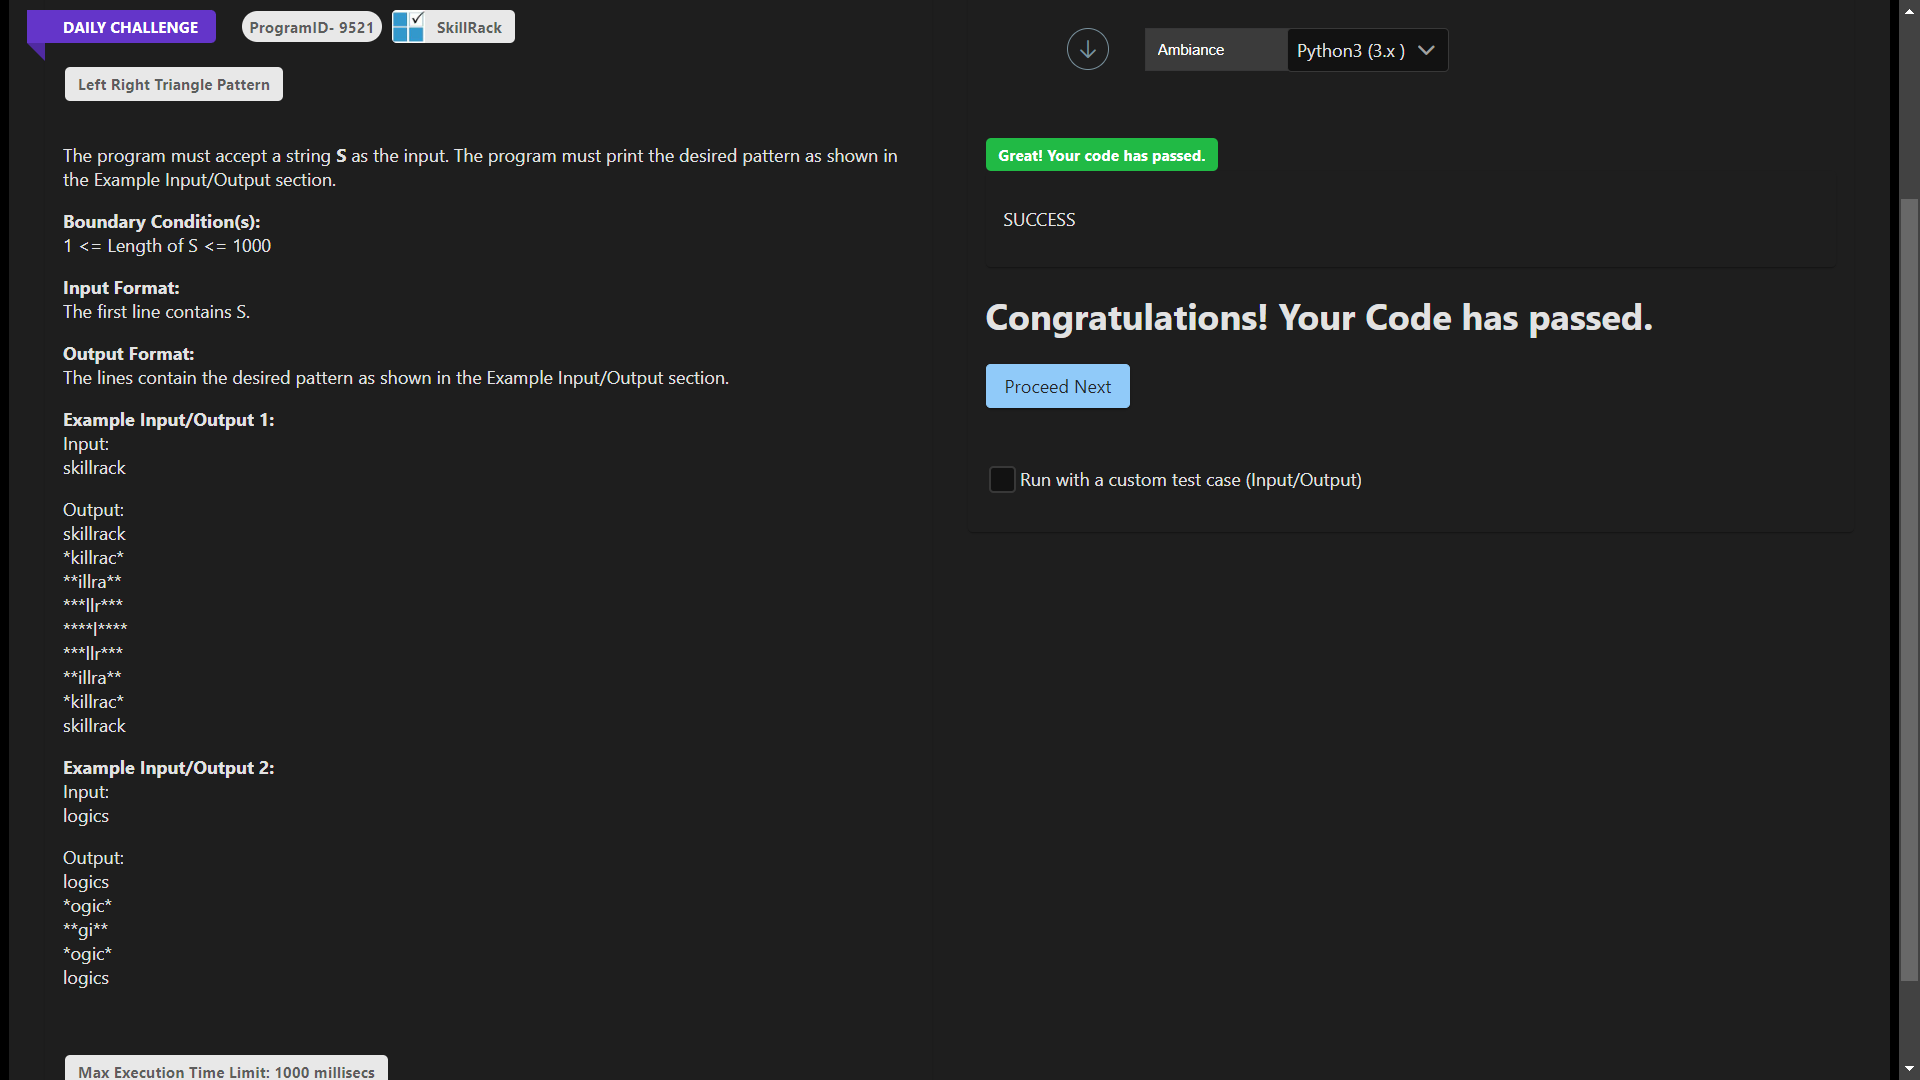 DAILY CHALLENGE
ProgramID- 9521
SkillRack
Left Right Triangle Pattern
The program must accept a string S as the input. The program must print the desired pattern as shown in
the Example Input/Output section.
Boundary Condition(s):
1 <= Length of S <= 1000
Input Format:
The first line contains S.
Output Format:
The lines contain the desired pattern as shown in the Example Input/Output section.
Example Input/Output 1:
Input:
skillrack
Output:
skillrack
*killrac*
**illra**
***llr***
****l****
***llr***
**illra**
*killrac*
skillrack
Example Input/Output 2:
Input:
logics
Output:
logics
*ogic*
**gi**
*ogic*
logics
Max Execution Time Limit: 1000 millisecs
Ambiance
Python3 (3.x )
Great! Your code has passed.
SUCCESS
Congratulations! Your Code has passed.
Proceed Next
Run with a custom test case (Input/Output)